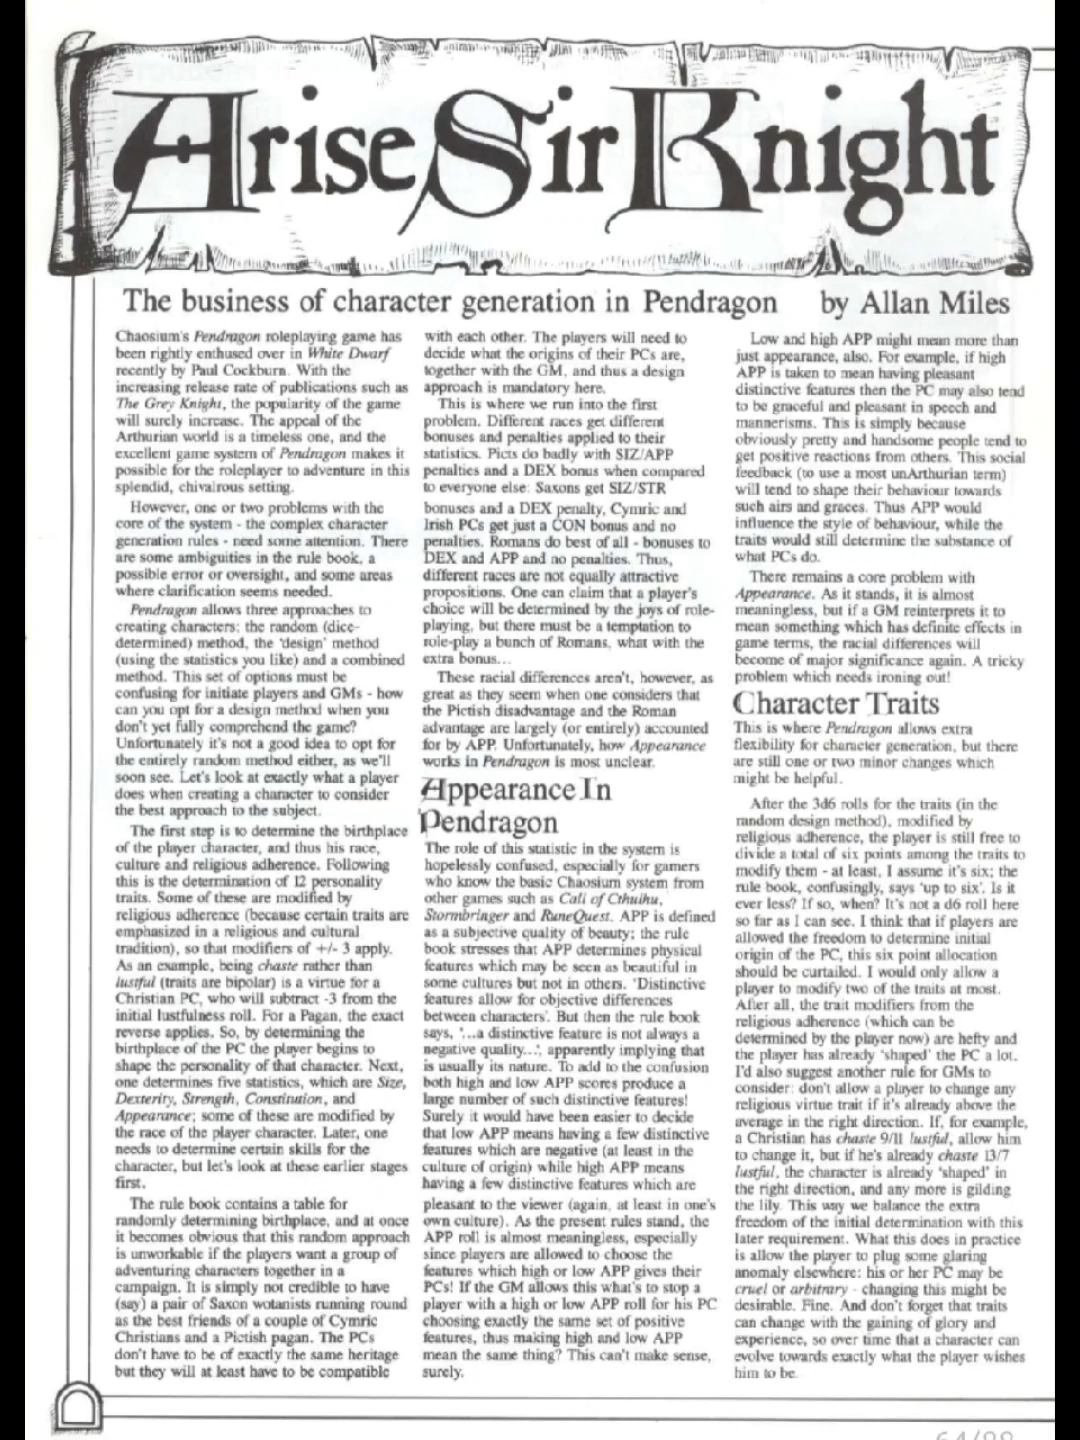 Arise Sir Knight
The business of character generation in Pendragon by Allan Miles
Chaosium's Pendragon roleplaying game has
been rightly enthused over in White Dwarf
recently by Paul Cockburn. With the
increasing release rate of publications such as
The Grey Knight, the popularity of the game
will surely increase. The appeal of the
Arthurian world is a timeless one, and the
excellent game system of Pendragon makes it
possible for the roleplayer to adventure in this
splendid, chivalrous setting.
However, one or two problems with the
core of the system - the complex character
generation rules - need some attention. There
are some ambiguities in the rule book, a
possible error or oversight, and some areas
where clarification seems needed.
Pendragon allows three approaches to
creating characters: the random (dice-
determined) method, the 'design' method
(using the statistics you like) and a combined
method. This set of options must be
confusing for initiate players and GMs - how
can you opt for a design method when you
don't yet fully comprehend the game?
Unfortunately it's not a good idea to opt for
the entirely random method either, as we'll
soon see. Let's look at exactly what a player
does when creating a character to consider
the best approach to the subject.
The first step is to determine the birthplace
of the player character, and thus his race,
culture and religious adherence. Following
this is the determination of 12 personality
traits. Some of these are modified by
religious adherence (because certain traits are
emphasized in a religious and cultural
tradition), so that modifiers of +/- 3 apply.
As an example, being chaste rather than
lustful (traits are bipolar) is a virtue for a
Christian PC, who will subtract -3 from the
initial lustfulness roll. For a Pagan, the exact
reverse applies. So, by determining the
birthplace of the PC the player begins to
shape the personality of that character. Next,
one determines five statistics, which are Size,
Dexterity, Strength, Constitution, and
Appearance; some of these are modified by
the race of the player character. Later, one
needs to determine certain skills for the
character, but let's look at these earlier stages
first.
The rule book contains a table for
randomly determining birthplace, and at once
it becomes obvious that this random approach
is unworkable if the players want a group of
adventuring characters together in a
campaign. It is simply not credible to have
(say) a pair of Saxon wotanists running round
as the best friends of a couple of Cymric
Christians and a Pictish pagan. The PCs
don't have to be of exactly the same heritage
but they will at least have to be compatible
with each other. The players will need to
decide what the origins of their PCs are,
together with the GM, and thus a design
approach is mandatory here.
This is where we run into the first
problem. Different races get different
bonuses and penalties applied to their
statistics. Picts do badly with SIZ/APP
penalties and a DEX bonus when compared
to everyone else: Saxons get SIZ/STR
bonuses and a DEX penalty, Cymric and
Irish PCs get just a CON bonus and no
penalties. Romans do best of all - bonuses to
DEX and APP and no penalties. Thus,
different races are not equally attractive
propositions. One can claim that a player's
choice will be determined by the joys of role-
playing, but there must be a temptation to
role-play a bunch of Romans, what with the
extra bonus...
These racial differences aren't, however, as
great as they seem when one considers that
the Pictish disadvantage and the Roman
advantage are largely (or entirely) accounted
for by APP. Unfortunately, how Appearance
works in Pendragon is most unclear.
Appearance In
Pendragon
The role of this statistic in the system is
hopelessly confused, especially for gamers
who know the basic Chaosium system from
other games such as Call of Cthulhu,
Stormbringer and RuneQuest. APP is defined
as a subjective quality of beauty; the rule
book stresses that APP determines physical
features which may be seen as beautiful in
some cultures but not in others. 'Distinctive
features allow for objective differences
between characters'. But then the rule book
says, '...a distinctive feature is not always a
negative quality...', apparently implying that
is usually its nature. To add to the confusion
both high and low APP scores produce a
large number of such distinctive features!
Surely it would have been easier to decide
that low APP means having a few distinctive
features which are negative (at least in the
culture of origin) while high APP means
having a few distinctive features which are
pleasant to the viewer (again, at least in one's
own culture). As the present rules stand, the
APP roll is almost meaningless, especially
since players are allowed to choose the
features which high or low APP gives their
PCs! If the GM allows this what's to stop a
player with a high or low APP roll for his PC
choosing exactly the same set of positive
features, thus making high and low APP
mean the same thing? This can't make sense,
surely.
Low and high APP might mean more than
just appearance, also. For example, if high
APP is taken to mean having pleasant
distinctive features then the PC may also tend
to be graceful and pleasant in speech and
mannerisms. This is simply because
obviously pretty and handsome people tend to
get positive reactions from others. This social
feedback (to use a most unArthurian term)
will tend to shape their behaviour towards
such airs and graces. Thus APP would
influence the style of behaviour, while the
traits would still determine the substance of
what PCs do.
There remains a core problem with
Appearance. As it stands, it is almost
meaningless, but if a GM reinterprets it to
mean something which has definite effects in
game terms, the racial differences will
become of major significance again. A tricky
problem which needs ironing out!
Character Traits
This is where Pendragon allows extra
flexibility for character generation, but there
are still one or two minor changes which
might be helpful.
After the 3d6 rolls for the traits (in the
random design method), modified by
religious adherence, the player is still free to
divide a total of six points among the traits to
modify them - at least, I assume it's six; the
rule book, confusingly, says 'up to six'. Is it
ever less? If so, when? It's not a d6 roll here
so far as I can see. I think that if players are
allowed the freedom to determine initial
origin of the PC, this six point allocation
should be curtailed. I would only allow a
player to modify two of the traits at most.
After all, the trait modifiers from the
religious adherence (which can be
determined by the player now) are hefty and
the player has already 'shaped' the PC a lot.
I'd also suggest another rule for GMs to
consider: don't allow a player to change any
religious virtue trait if it's already above the
average in the right direction. If, for example,
a Christian has chaste 9/11 lustful, allow him
to change it, but if he's already chaste 13/7
lustful, the character is already 'shaped' in
the right direction, and any more is gilding
the lily. This way we balance the extra
freedom of the initial determination with this
later requirement. What this does in practice
is allow the player to plug some glaring
anomaly elsewhere: his or her PC may be
cruel or arbitrary - changing this might be
desirable. Fine. And don't forget that traits
can change with the gaining of glory and
experience, so over time that a character can
evolve towards exactly what the player wishes
him to be.